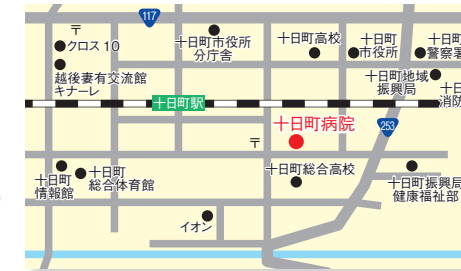 117
〒
クロス10
越後妻有交流館
キナーレ
十日町市役所
分庁舎
十日町高校
十日町
市役所
十日町
警察署
十日町地域
振興局
十日
消防
十日町駅
十日町病院
〒
253
十日町
情報館
十日町
総合体育館
十日町総合高校
十日町振興局
健康福祉部
イオン